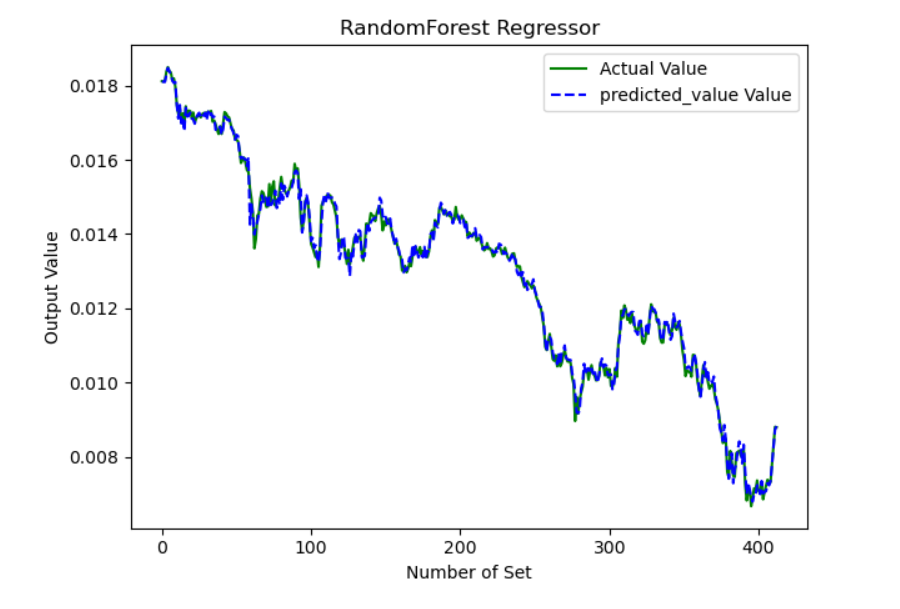 RandomForest Regressor
Actual Value
predicted_value Value
Output Value
0.018
0.016
0.014
0.012
0.010
0.008
0
100
200
300
400
Number of Set